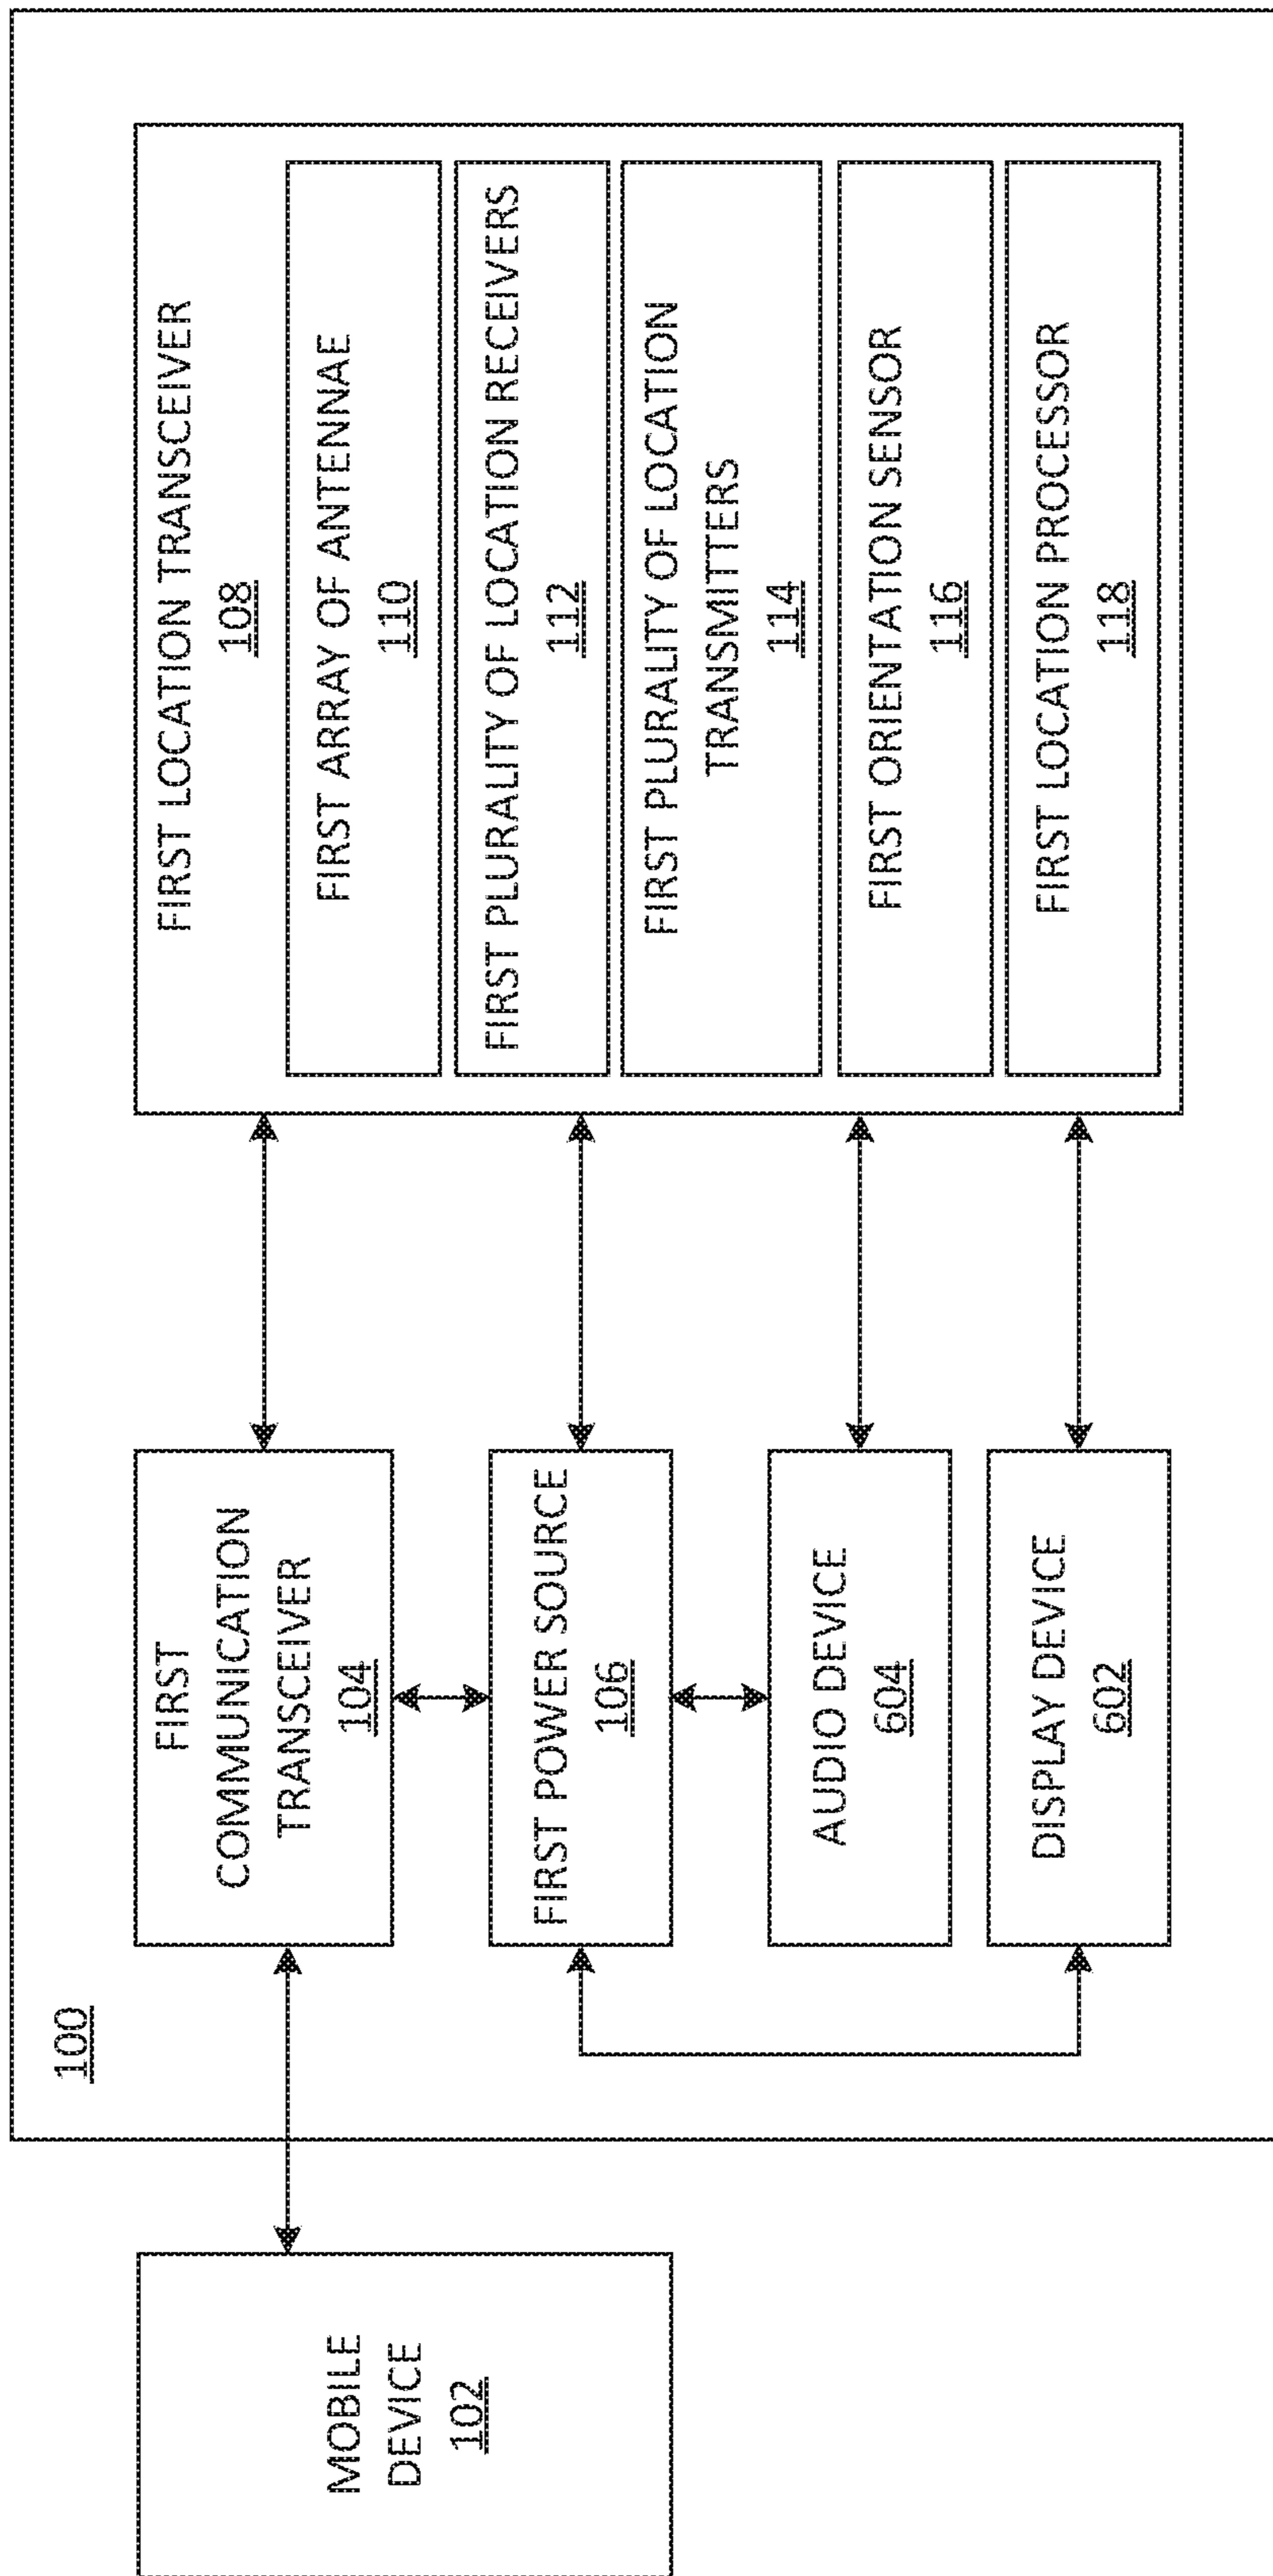 100
MOBILE
DEVICE
102
FIRST
COMMUNICATION
TRANSCEIVER
104
FIRST POWER SOURCE
106
AUDIO DEVICE
604
DISPLAY DEVICE
602
FIRST LOCATION TRANSCEIVER
108
FIRST ARRAY OF ANTENNAE
110
FIRST PLURALITY OF LOCATION RECEIVERS
112
FIRST PLURALITY OF LOCATION
TRANSMITTERS
114
FIRST ORIENTATION SENSOR
116
FIRST LOCATION PROCESSOR
118